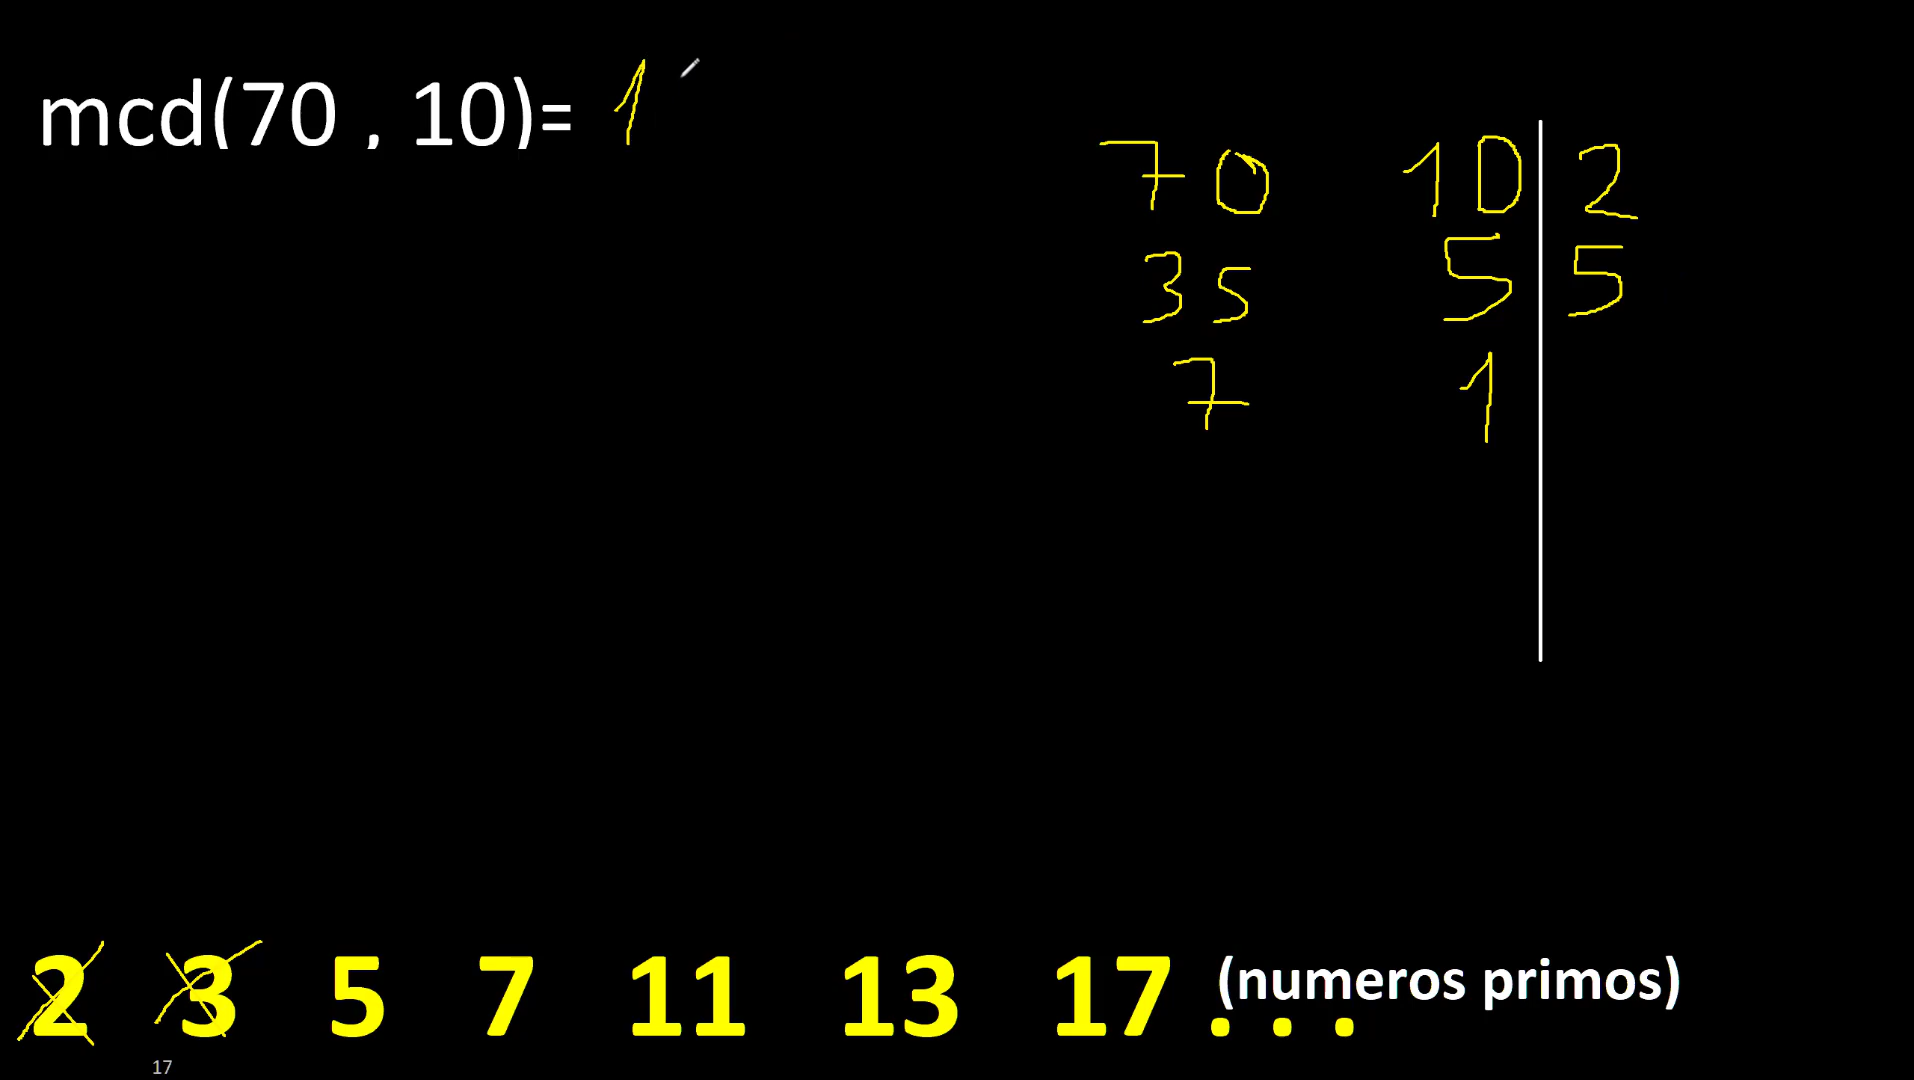 mcd(70 , 10)= 1
70 10 2
35 5 5
7 1
2 3 5 7 11 13 17 . . . (numeros primos)
17